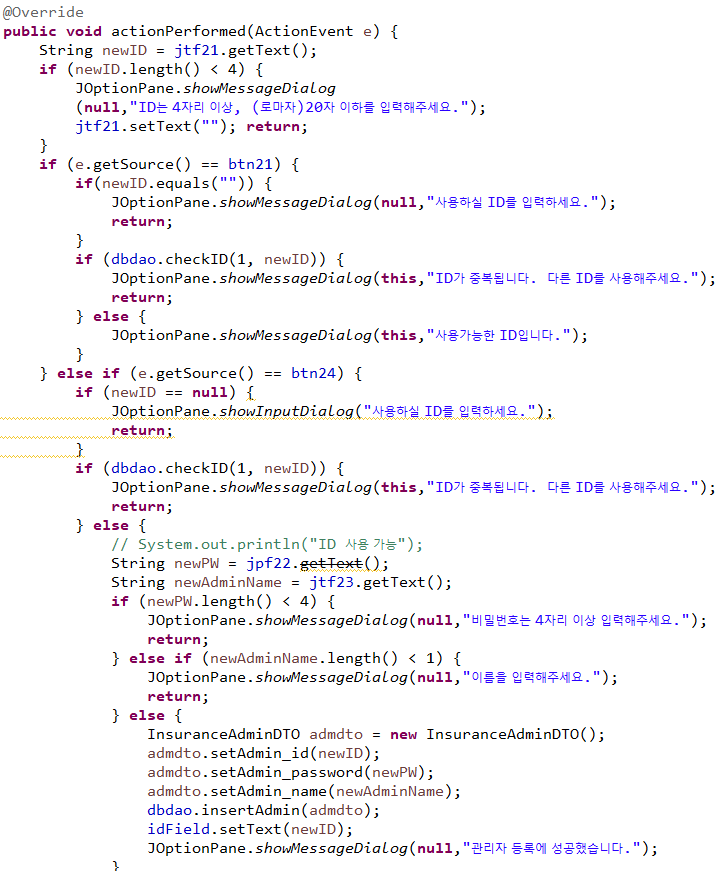 @Override
public void actionPerformed(ActionEvent e) {
    String newID = jtf21.getText();
    if (newID.length() < 4) {
        JOptionPane.showMessageDialog
        (null,"ID는 4자리 이상, (로마자)20자 이하를 입력해주세요.");
        jtf21.setText(""); return;
    }
    if (e.getSource() == btn21) {
        if(newID.equals("")) {
            JOptionPane.showMessageDialog(null,"사용하실 ID를 입력하세요.");
            return;
        }
        if (dbdao.checkID(1, newID)) {
            JOptionPane.showMessageDialog(this,"ID가 중복됩니다. 다른 ID를 사용해주세요.");
            return;
        } else {
            JOptionPane.showMessageDialog(this,"사용가능한 ID입니다.");
        }
    } else if (e.getSource() == btn24) {
        if (newID == null) {
            JOptionPane.showInputDialog("사용하실 ID를 입력하세요.");
            return;
        }
        if (dbdao.checkID(1, newID)) {
            JOptionPane.showMessageDialog(this,"ID가 중복됩니다. 다른 ID를 사용해주세요.");
            return;
        } else {
            // System.out.println("ID 사용 가능");
            String newPW = jpf22.getText();
            String newAdminName = jtf23.getText();
            if (newPW.length() < 4) {
                JOptionPane.showMessageDialog(null,"비밀번호는 4자리 이상 입력해주세요.");
                return;
            } else if (newAdminName.length() < 1) {
                JOptionPane.showMessageDialog(null,"이름을 입력해주세요.");
                return;
            } else {
                InsuranceAdminDTO admdto = new InsuranceAdminDTO();
                admdto.setAdmin_id(newID);
                admdto.setAdmin_password(newPW);
                admdto.setAdmin_name(newAdminName);
                dbdao.insertAdmin(admdto);
                idField.setText(newID);
                JOptionPane.showMessageDialog(null,"관리자 등록에 성공했습니다.");
            }